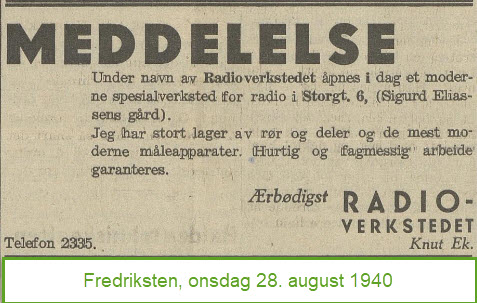 MEDDELELSE
Under navn av Radioverkstedet åpnes i dag et moder-
ne spesialverksted for radio i Storgt. 6, (Sigurd Elias-
sens gård).
Jeg har stort lager av rør og deler og de mest mo-
derne måleapparater. Hurtig og fagmessig arbeide
garanteres.
Ærbødigst
RADIO-
VERKSTEDET
Telefon 2335.
Knut Ek.
Fredriksten, onsdag 28. august 1940